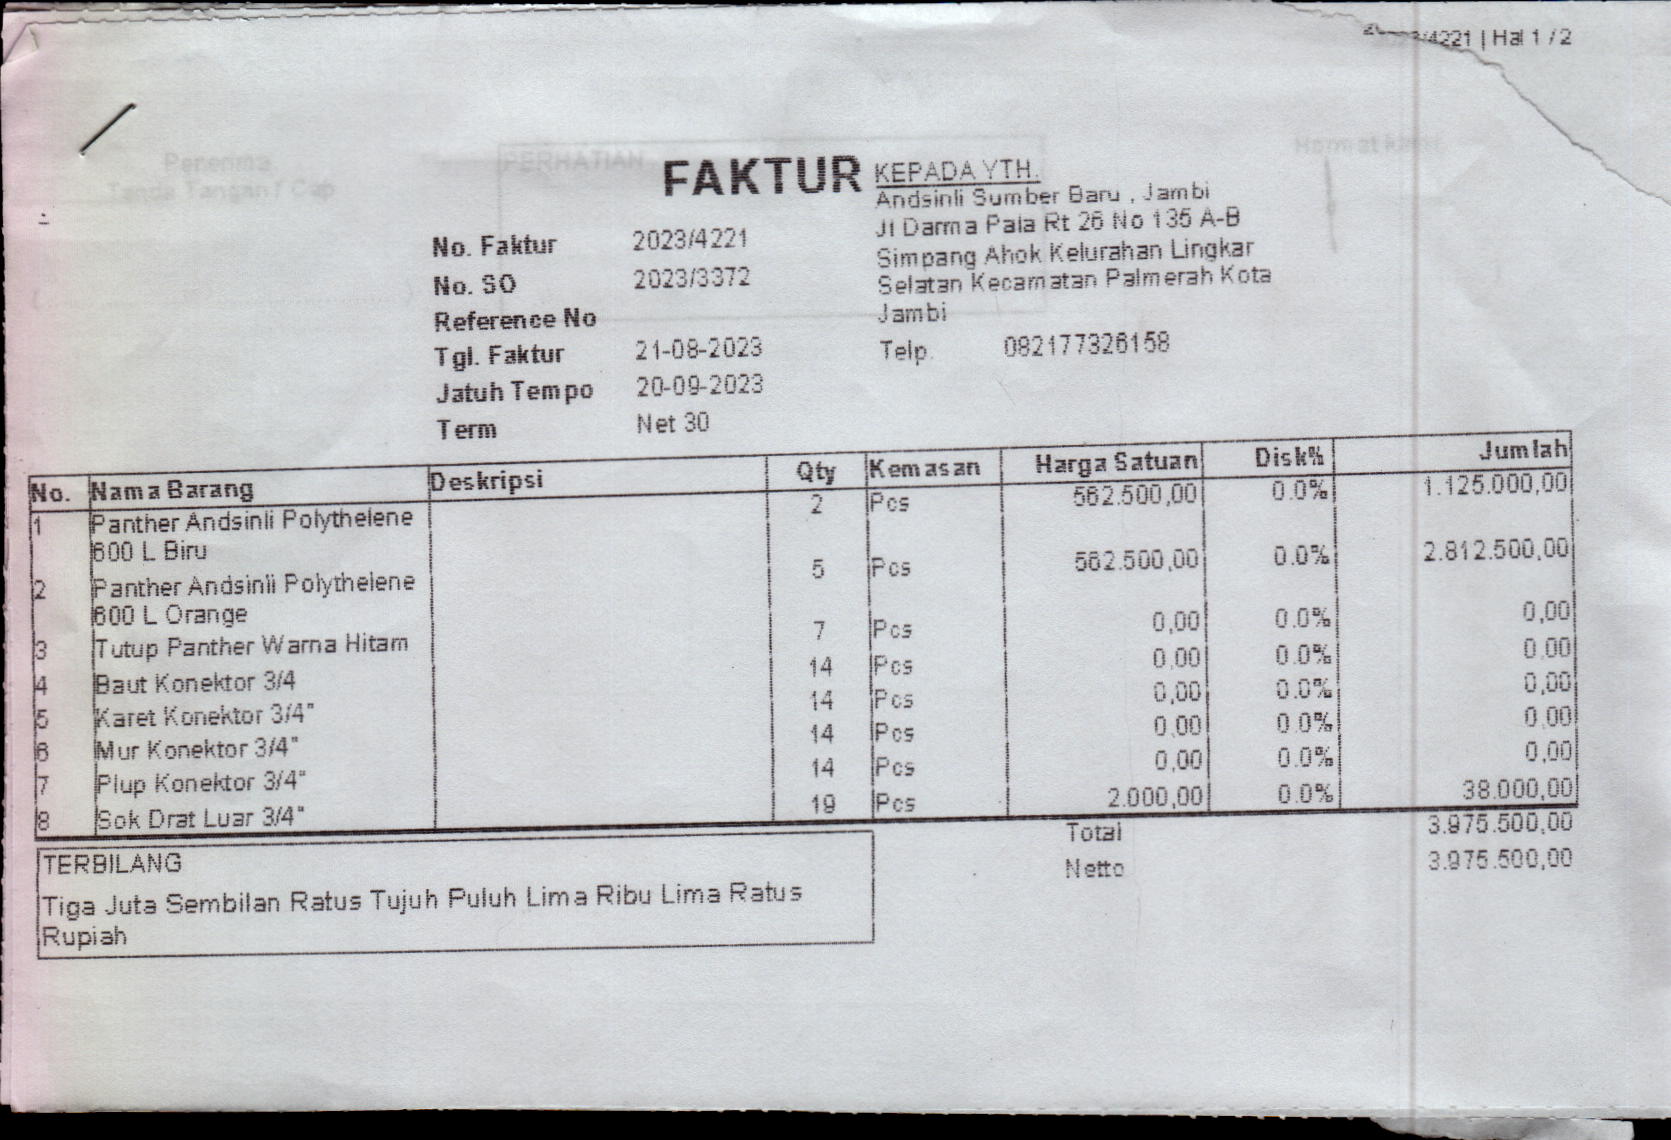 /4221 | Hal 1 / 2
FAKTUR
KEPADA YTH.
Andsinli Sumber Baru , Jambi
Jl Darma Pala Rt 26 No 135 A-B
Simpang Ahok Kelurahan Lingkar
Selatan Kecamatan Palmerah Kota
Jambi
Telp. 082177326158
No. Faktur 2023/4221
No. SO 2023/3372
Reference No
Tgl. Faktur 21-08-2023
Jatuh Tempo 20-09-2023
Term Net 30
No. Nama Barang Deskripsi Qty Kemasan Harga Satuan Disk% Jumlah
1 Panther Andsinli Polythelene 2 Pcs 562.500,00 0.0% 1.125.000,00
600 L Biru
2 Panther Andsinli Polythelene 5 Pcs 562.500,00 0.0% 2.812.500,00
600 L Orange
3 Tutup Panther Warna Hitam 7 Pcs 0,00 0.0% 0,00
4 Baut Konektor 3/4 14 Pcs 0,00 0.0% 0,00
5 Karet Konektor 3/4" 14 Pcs 0,00 0.0% 0,00
6 Mur Konektor 3/4" 14 Pcs 0,00 0.0% 0,00
7 Plup Konektor 3/4" 14 Pcs 0,00 0.0% 0,00
8 Sok Drat Luar 3/4" 19 Pcs 2.000,00 0.0% 38.000,00
Total 3.975.500,00
Netto 3.975.500,00
TERBILANG
Tiga Juta Sembilan Ratus Tujuh Puluh Lima Ribu Lima Ratus
Rupiah
Penerima
Tanda Tangan / Cap
PERHATIAN
Hormat kami